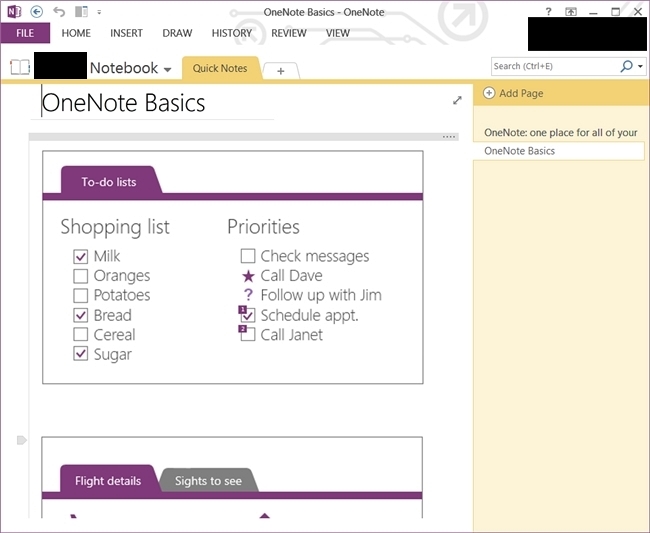 OneNote Basics - OneNote
FILE HOME INSERT DRAW HISTORY REVIEW VIEW
Notebook Quick Notes
Search (Ctrl+E)
Add Page
OneNote: one place for all of your
OneNote Basics
OneNote Basics
To-do lists
Shopping list
Milk
Oranges
Potatoes
Bread
Cereal
Sugar
Priorities
Check messages
Call Dave
? Follow up with Jim
1 Schedule appt.
2 Call Janet
Flight details Sights to see